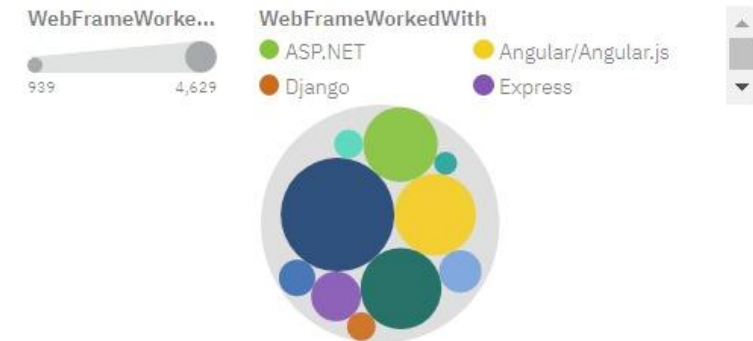 WebFrameWorke...
939 4,629
WebFrameWorkedWith
ASP.NET Angular/Angular.js
Django Express